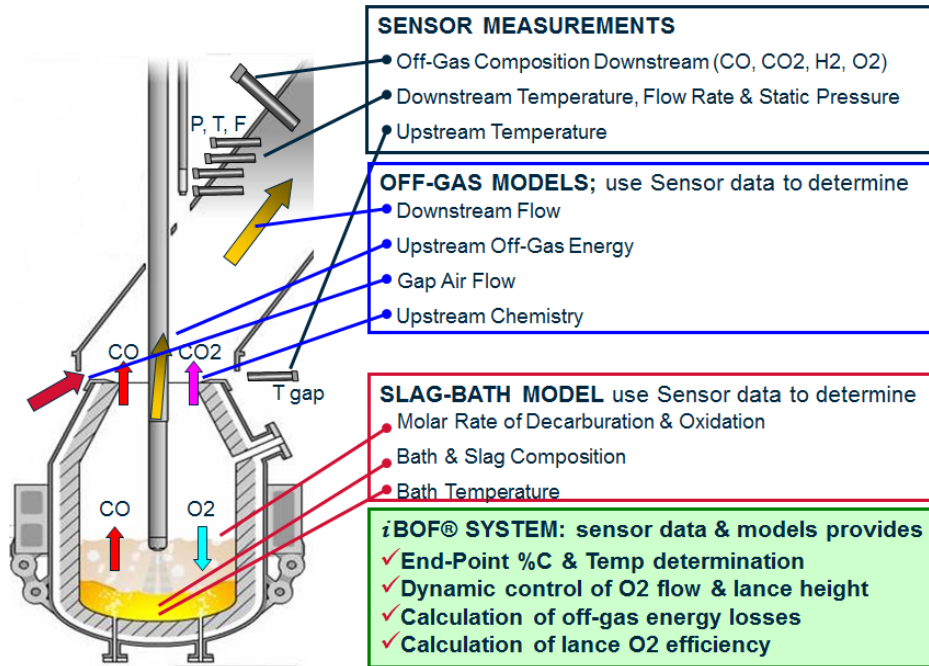 SENSOR MEASUREMENTS
Off-Gas Composition Downstream (CO, CO2, H2, O2)
Downstream Temperature, Flow Rate & Static Pressure
Upstream Temperature
P, T, F
OFF-GAS MODELS; use Sensor data to determine
Downstream Flow
Upstream Off-Gas Energy
Gap Air Flow
Upstream Chemistry
CO
CO2
T gap
SLAG-BATH MODEL use Sensor data to determine
Molar Rate of Decarburation & Oxidation
Bath & Slag Composition
Bath Temperature
CO
O2
iBOF® SYSTEM: sensor data & models provides
✓End-Point %C & Temp determination
✓Dynamic control of O2 flow & lance height
✓Calculation of off-gas energy losses
✓Calculation of lance O2 efficiency